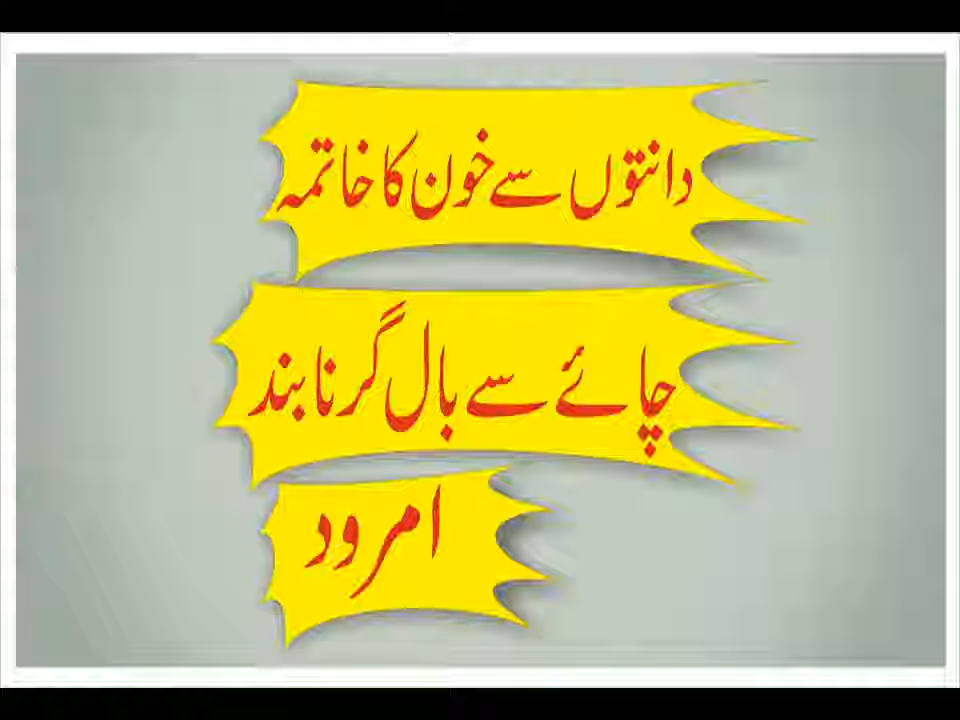 دانتوں سے خون کا خاتمہ
چائے سے بال گرنا بند
امرود